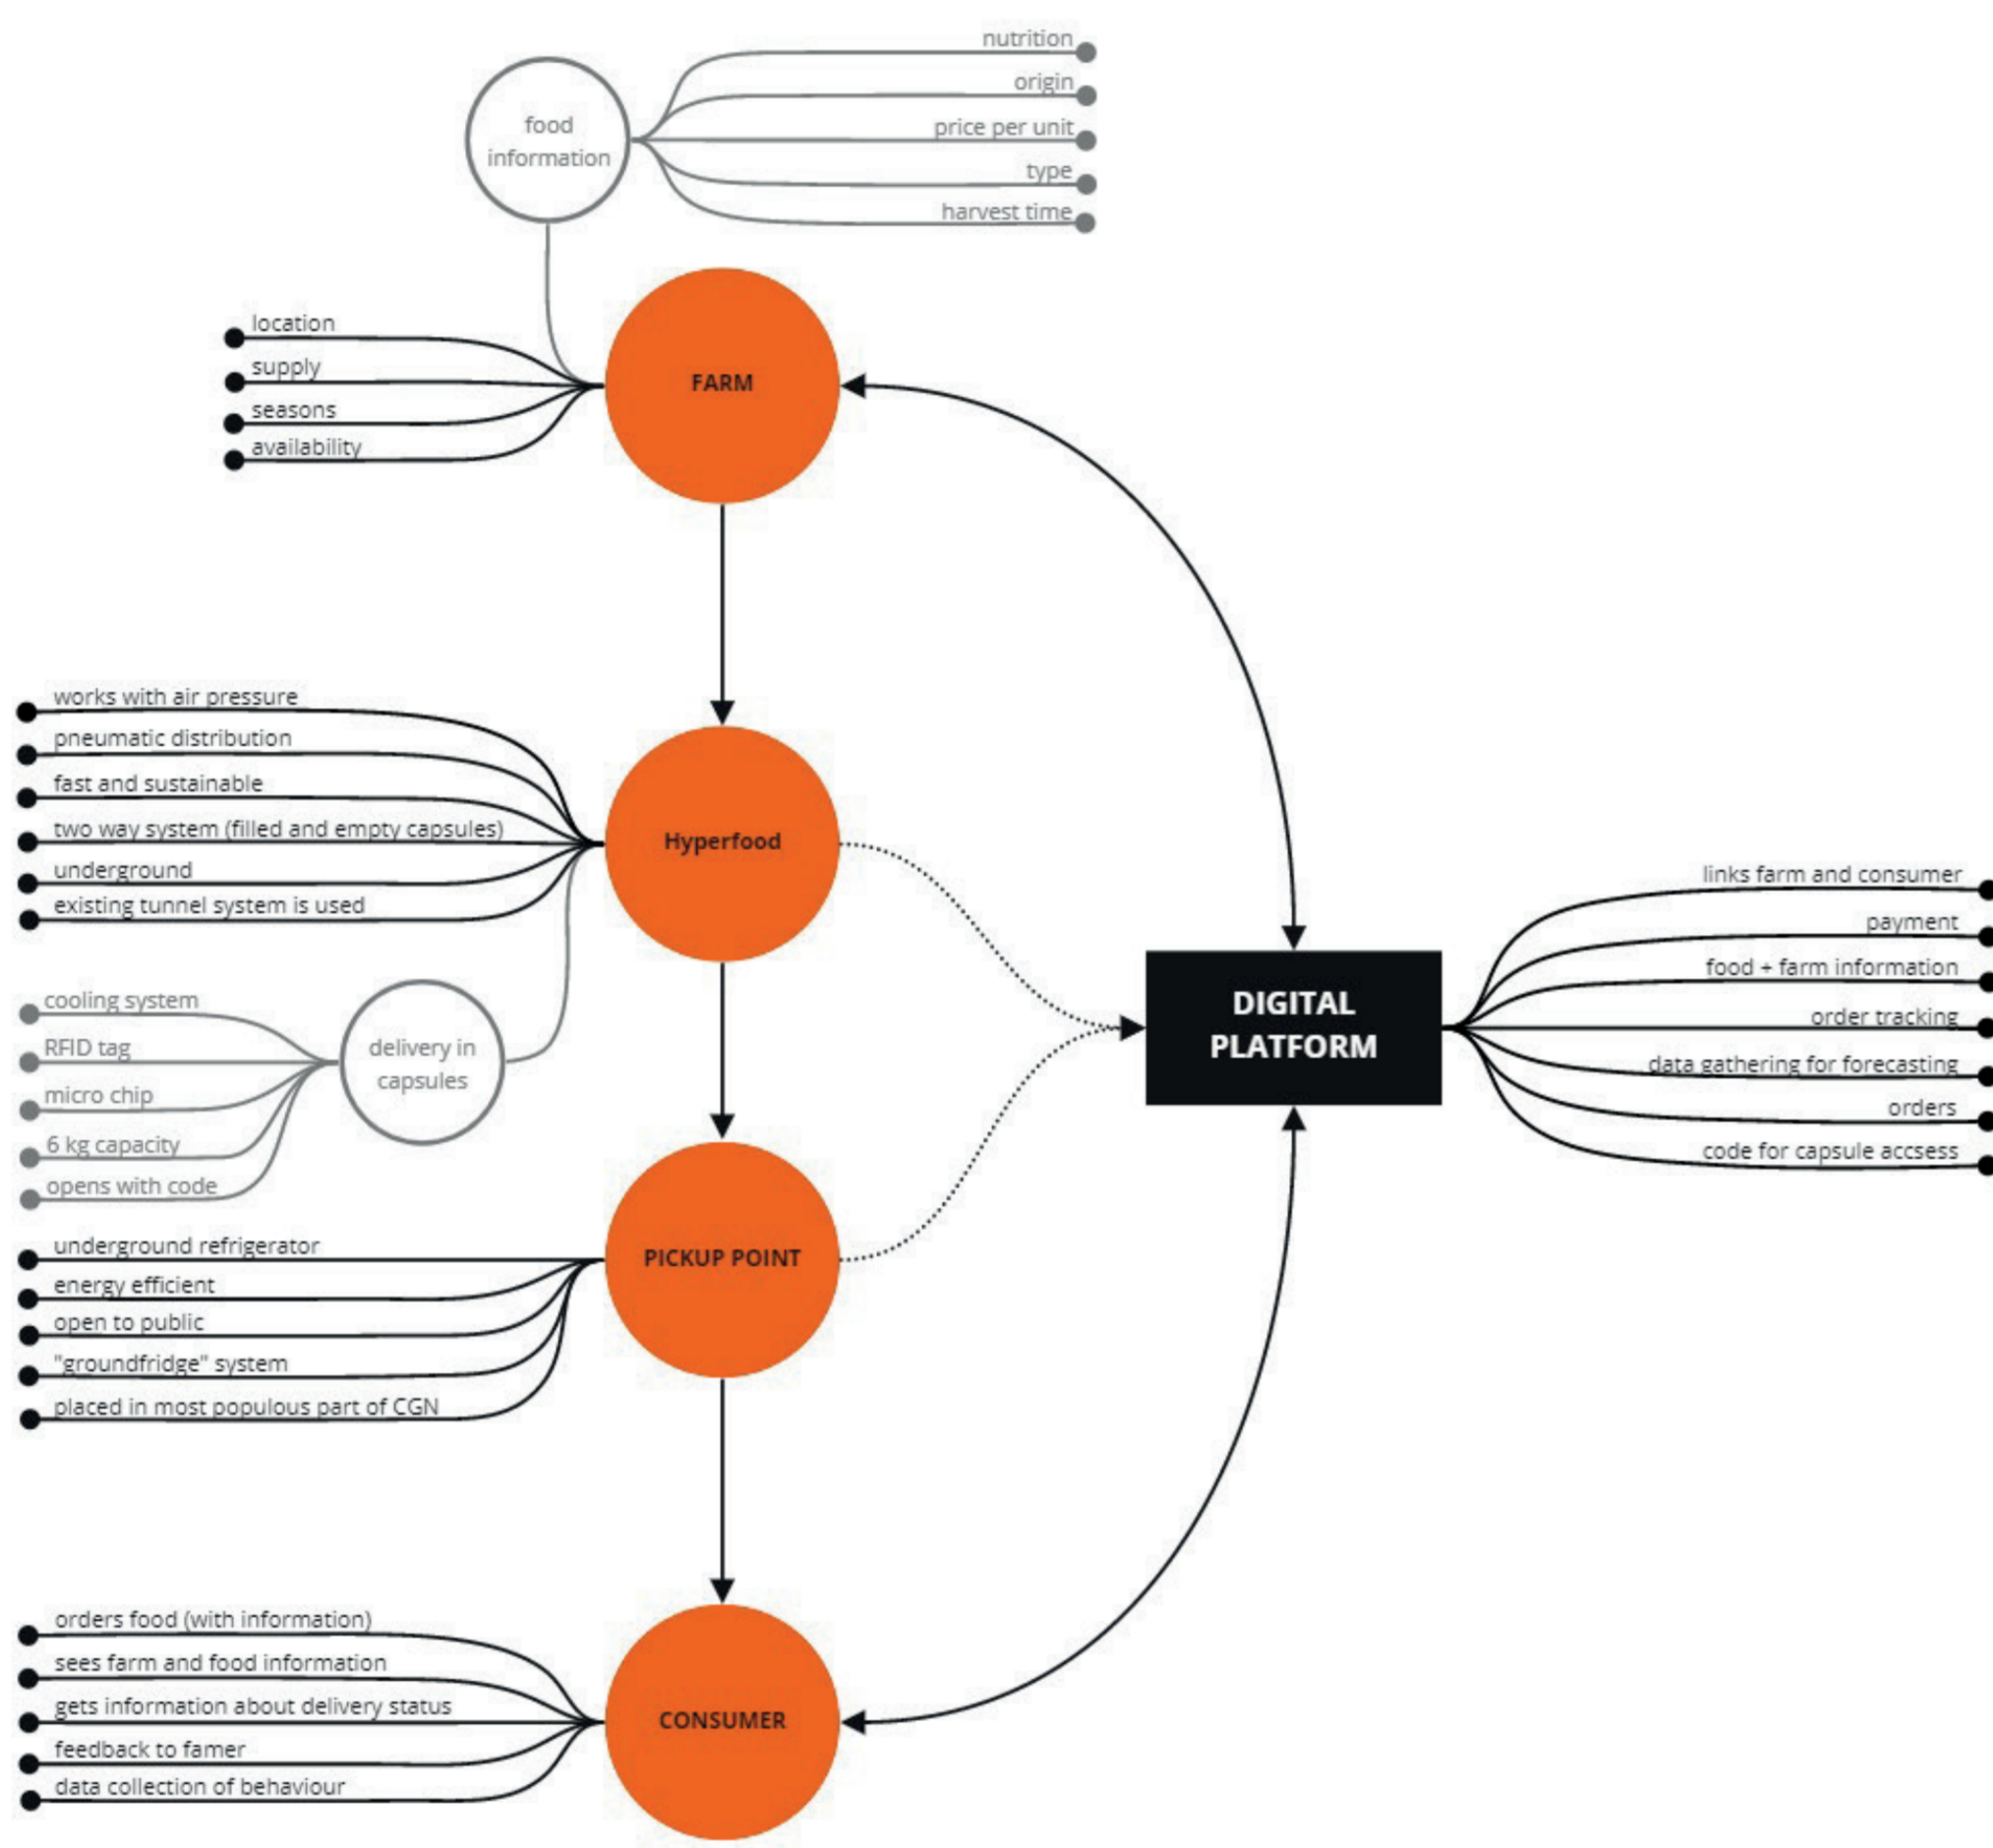 nutrition
origin
price per unit
type
harvest time
food
information
location
supply
seasons
availability
FARM
works with air pressure
pneumatic distribution
fast and sustainable
two way system (filled and empty capsules)
underground
existing tunnel system is used
Hyperfood
cooling system
RFID tag
micro chip
6 kg capacity
opens with code
delivery in
capsules
DIGITAL
PLATFORM
links farm and consumer
payment
food + farm information
order tracking
data gathering for forecasting
orders
code for capsule accsess
underground refrigerator
energy efficient
open to public
"groundfridge" system
placed in most populous part of CGN
PICKUP POINT
orders food (with information)
sees farm and food information
gets information about delivery status
feedback to famer
data collection of behaviour
CONSUMER